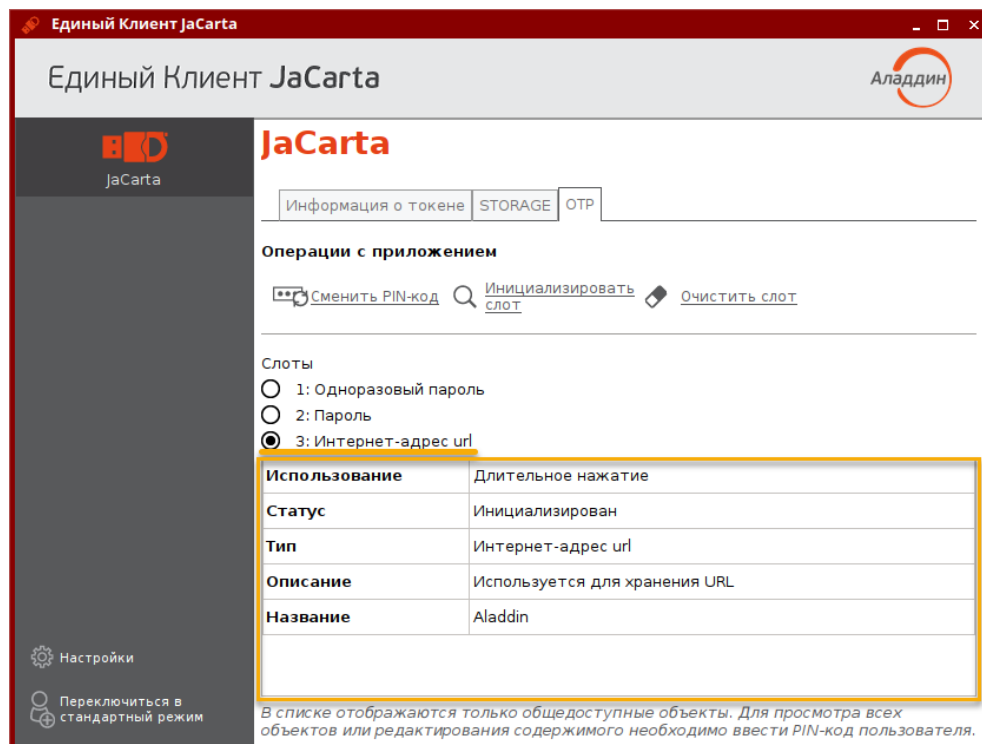 Единый Клиент JaCarta
Единый Клиент JaCarta
Аладдин
JaCarta
JaCarta
Информация о токене STORAGE OTP
Операции с приложением
Сменить PIN-код
Инициализировать
слот
Очистить слот
Слоты
1: Одноразовый пароль
2: Пароль
3: Интернет-адрес url
Использование Длительное нажатие
Статус Инициализирован
Тип Интернет-адрес url
Описание Используется для хранения URL
Название Aladdin
Настройки
Переключиться в
стандартный режим
В списке отображаются только общедоступные объекты. Для просмотра всех
объектов или редактирования содержимого необходимо ввести PIN-код пользователя.